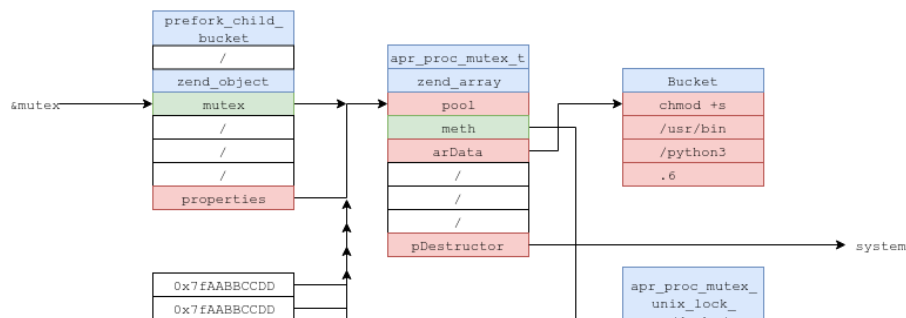 prefork_child_
bucket
/
zend_object
&mutex
mutex
/
/
/
properties
0x7fAABBCCDD
0x7fAABBCCDD
apr_proc_mutex_t
zend_array
pool
meth
arData
/
/
/
pDestructor
Bucket
chmod +s
/usr/bin
/python3
.6
system
apr_proc_mutex_
unix_lock_